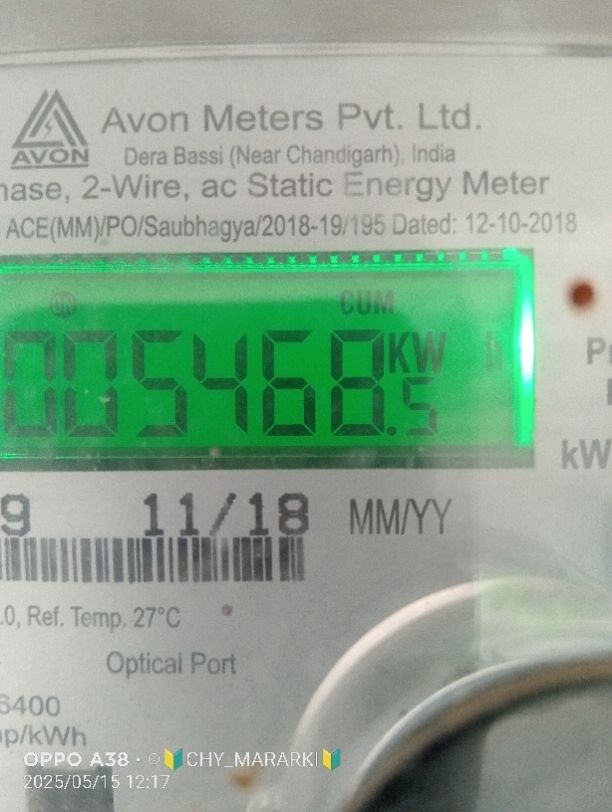 Avon Meters Pvt. Ltd.
AVON
Dera Bassi (Near Chandigarh), India
hase, 2-Wire, ac Static Energy Meter
ACE(MM)/PO/Saubhagya/2018-19/195 Dated: 12-10-2018
CUM
005468.5 KW h
kW
9 11/18 MM/YY
.0, Ref. Temp. 27°C
Optical Port
6400
mp/kWh
OPPO A38 · ©🔰CHY_MARARKI🔰
2025/05/15 12:17